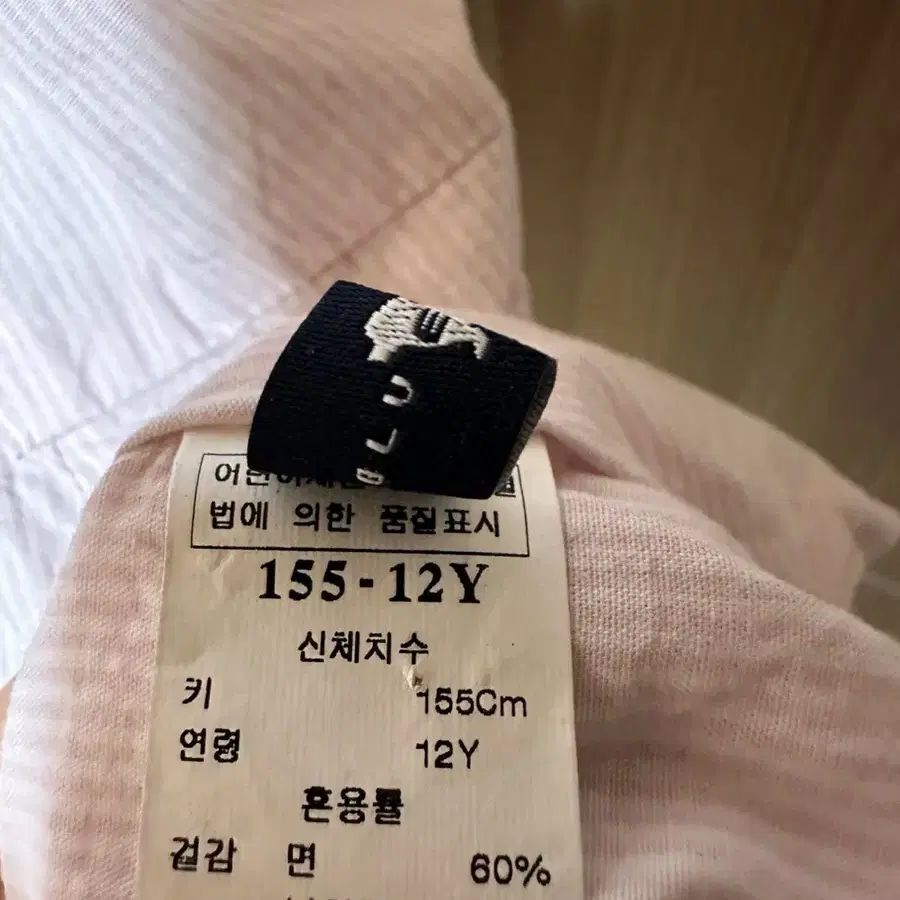 BLU
법에 의한 품질표시
155-12Y
신체치수
키 155Cm
연령 12Y
혼용률
겉감 면 60%